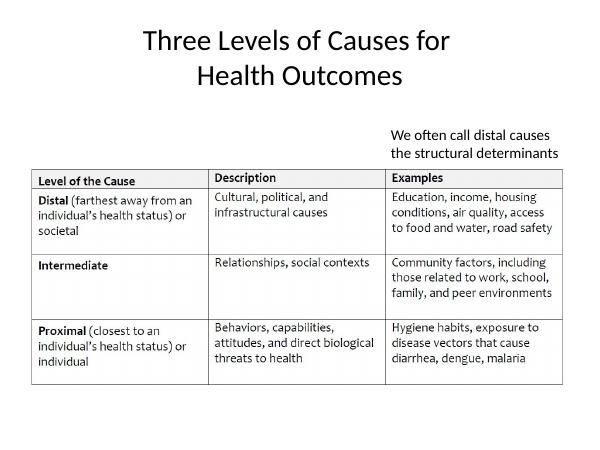 Three Levels of Causes for
Health Outcomes
We often call distal causes
the structural determinants
Level of the Cause
Description
Examples
Distal (farthest away from an
individual's health status) or
societal
Cultural, political, and
infrastructural causes
Education, income, housing
conditions, air quality, access
to food and water, road safety
Intermediate
Relationships, social contexts
Community factors, including
those related to work, school,
family, and peer environments
Proximal (closest to an
individual's health status) or
individual
Behaviors, capabilities,
attitudes, and direct biological
threats to health
Hygiene habits, exposure to
disease vectors that cause
diarrhea, dengue, malaria